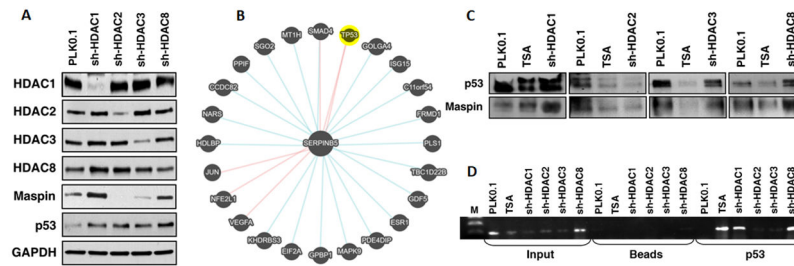 A
PLK0.1
sh-HDAC1
sh-HDAC2
sh-HDAC3
sh-HDAC8
HDAC1
HDAC2
HDAC3
HDAC8
Maspin
p53
GAPDH
B
SMAD4
TP53
GOLGA4
ISG15
C11orf54
FRMD1
PLS1
TBC1D22B
GDF5
ESR1
PDE4DIP
MAPK9
GPBP1
EIF2A
KHDRBS3
VEGFA
NFE2L1
JUN
HDLBP
NARS
CCDC82
PPIF
SGO2
MT1H
SERPINB5
C
PLK0.1
TSA
sh-HDAC1
PLK0.1
TSA
sh-HDAC2
PLK0.1
TSA
sh-HDAC3
PLK0.1
TSA
sh-HDAC8
p53
Maspin
D
M
PLK0.1
TSA
sh-HDAC1
sh-HDAC2
sh-HDAC3
sh-HDAC8
PLK0.1
TSA
sh-HDAC1
sh-HDAC2
sh-HDAC3
sh-HDAC8
PLK0.1
TSA
sh-HDAC1
sh-HDAC2
sh-HDAC3
sh-HDAC8
Input
Beads
p53